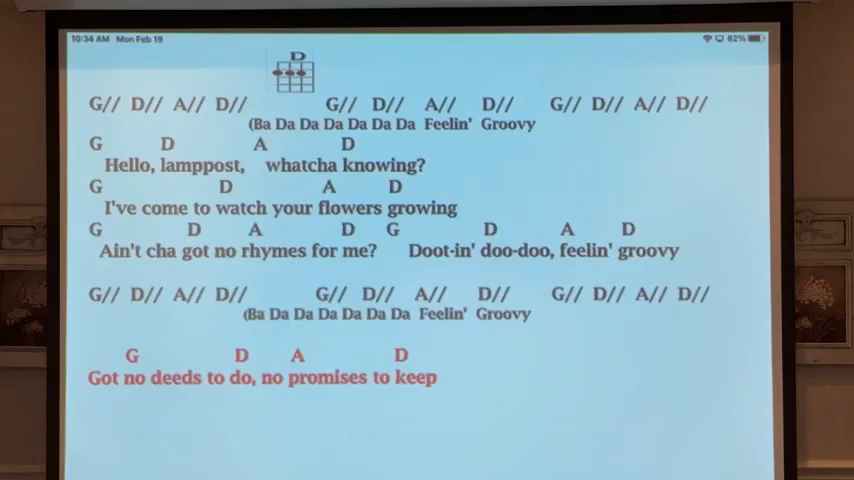 10:34 AM Mon Feb 19 82%
D
G// D// A// D// G// D// A// D// G// D// A// D//
(Ba Da Da Da Da Da Da Feelin' Groovy
G D A D
Hello, lamppost, whatcha knowing?
G D A D
I've come to watch your flowers growing
G D A D G D A D
Ain't cha got no rhymes for me? Doot-in' doo-doo, feelin' groovy
G// D// A// D// G// D// A// D// G// D// A// D//
(Ba Da Da Da Da Da Da Feelin' Groovy
G D A D
Got no deeds to do, no promises to keep